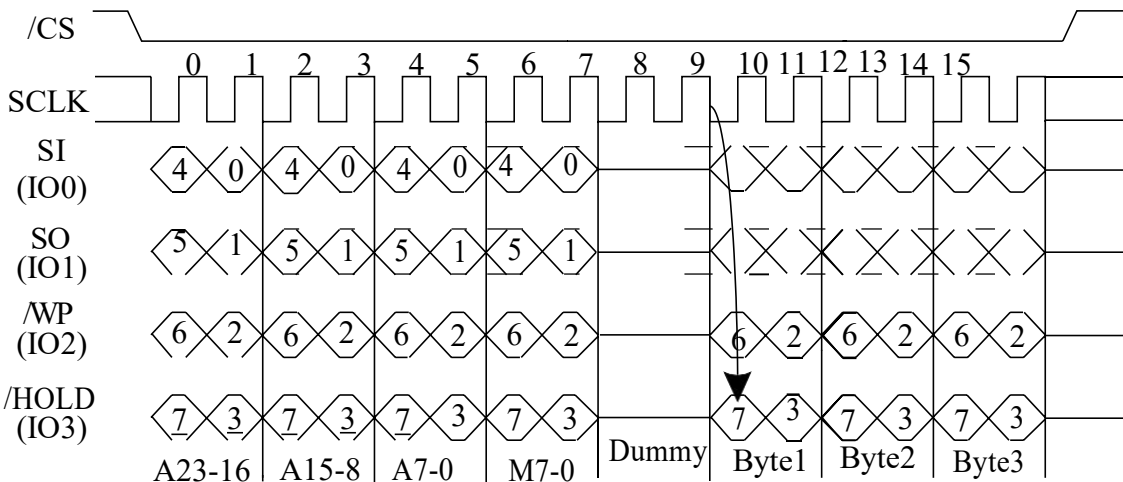 /CS
0 1 2 3 4 5 6 7 8 9 10 11 12 13 14 15
SCLK
SI
(IO0)
4 0 4 0 4 0 4 0
SO
(IO1)
5 1 5 1 5 1 5 1
/WP
(IO2)
6 2 6 2 6 2 6 2 6 2 6 2 6 2
/HOLD
(IO3)
7 3 7 3 7 3 7 3 7 3 7 3 7 3
A23-16 A15-8 A7-0 M7-0 Dummy Byte1 Byte2 Byte3